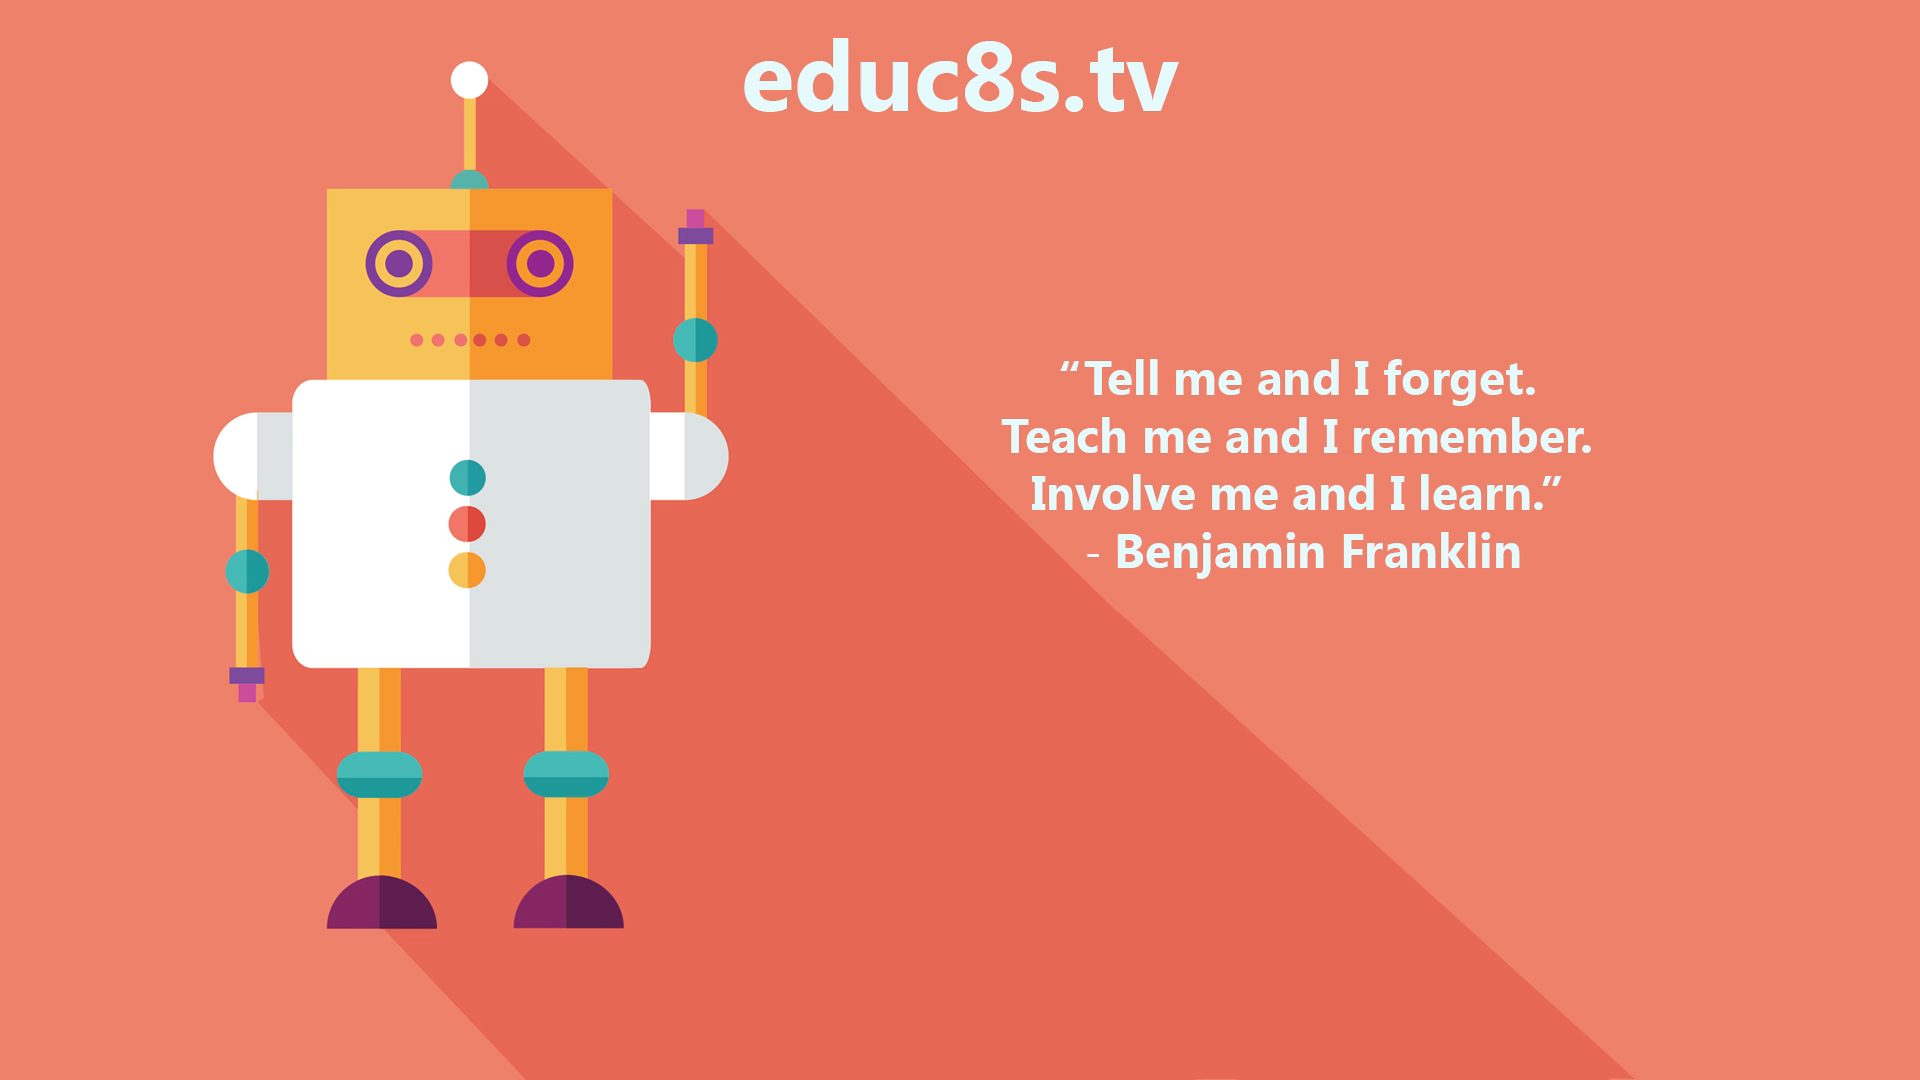 educ8s.tv
“Tell me and I forget.
Teach me and I remember.
Involve me and I learn.”
- Benjamin Franklin